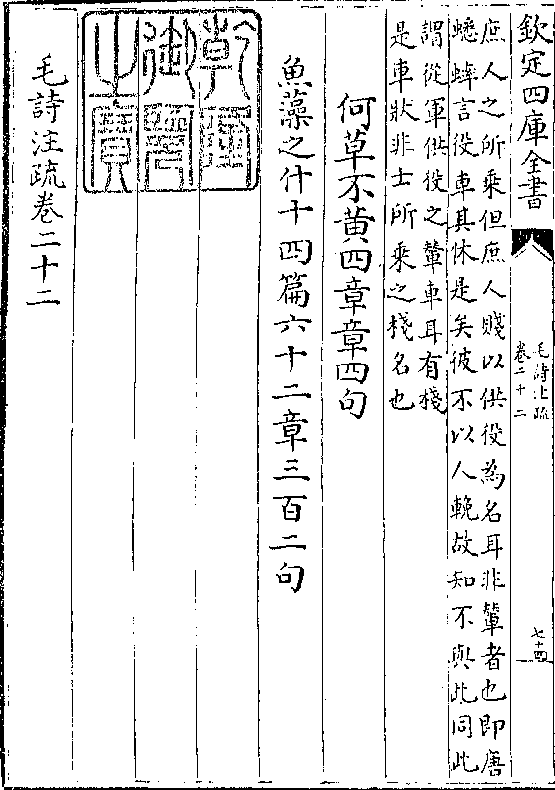 欽定四庫全書
毛詩注疏
卷二十二
七十四
庶人之所乘但庶人賤以供役為名耳非輦者也即唐
蟋蟀言役車其休是矣彼不以人輓故知不與此同此
謂從軍供役之輦車耳有棧
是車狀非士所乘之棧名也
何草不黄四章章四句
魚藻之什十四篇六十二章三百二句
乾隆
御覽
之寶
毛詩注疏卷二十二